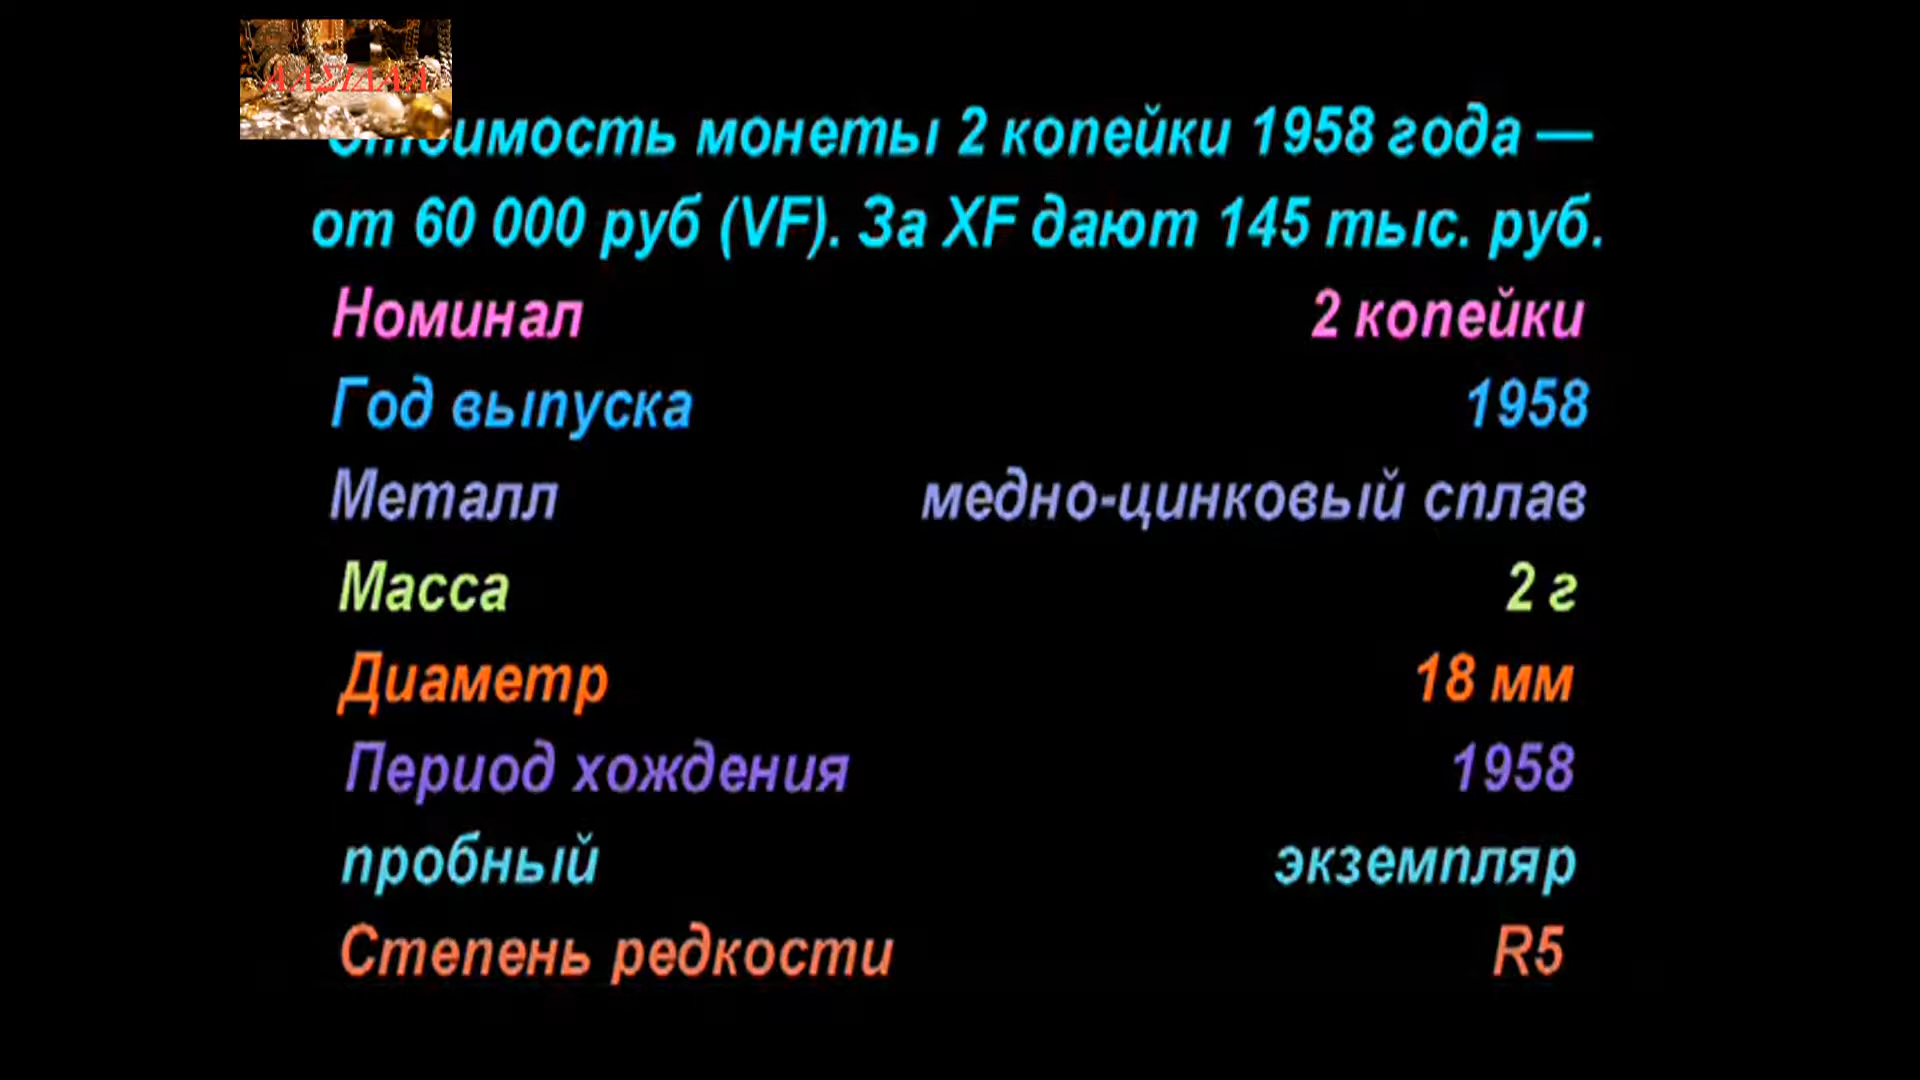 Стоимость монеты 2 копейки 1958 года —
от 60 000 руб (VF). За XF дают 145 тыс. руб.
Номинал 2 копейки
Год выпуска 1958
Металл медно-цинковый сплав
Масса 2 г
Диаметр 18 мм
Период хождения 1958
пробный экземпляр
Степень редкости R5